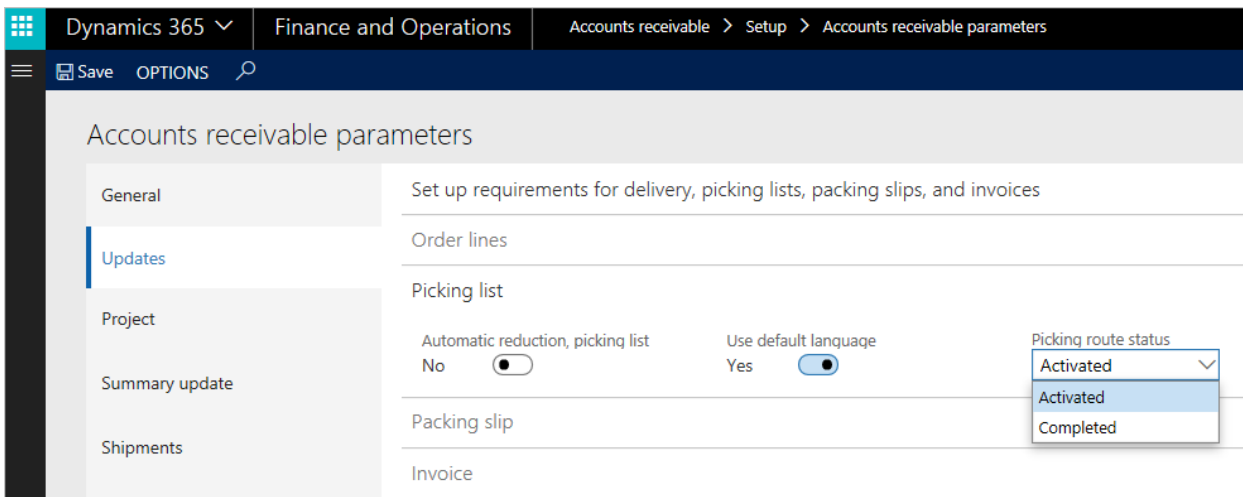 Dynamics 365 Finance and Operations Accounts receivable > Setup > Accounts receivable parameters
Save OPTIONS
Accounts receivable parameters
General
Updates
Project
Summary update
Shipments
Set up requirements for delivery, picking lists, packing slips, and invoices
Order lines
Picking list
Automatic reduction, picking list
No
Use default language
Yes
Picking route status
Activated
Activated
Completed
Packing slip
Invoice